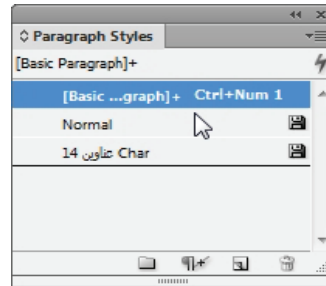 Paragraph Styles
[Basic Paragraph]+
[Basic ...graph]+ Ctrl+Num 1
Normal
عناوين 14 Char